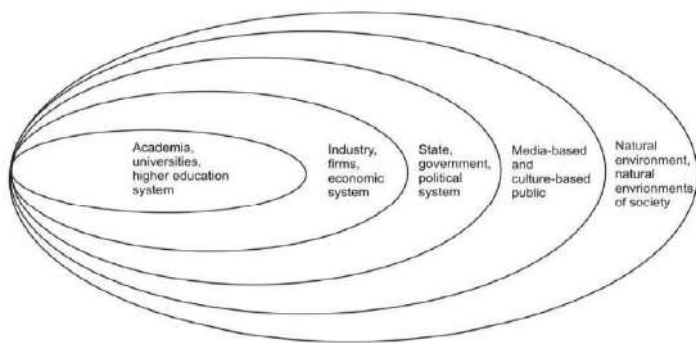 Academia,
universities,
higher education
system
Industry,
firms,
economic
system
State,
government,
political
system
Media-based
and
culture-based
public
Natural
environment,
natural
envrionments
of society